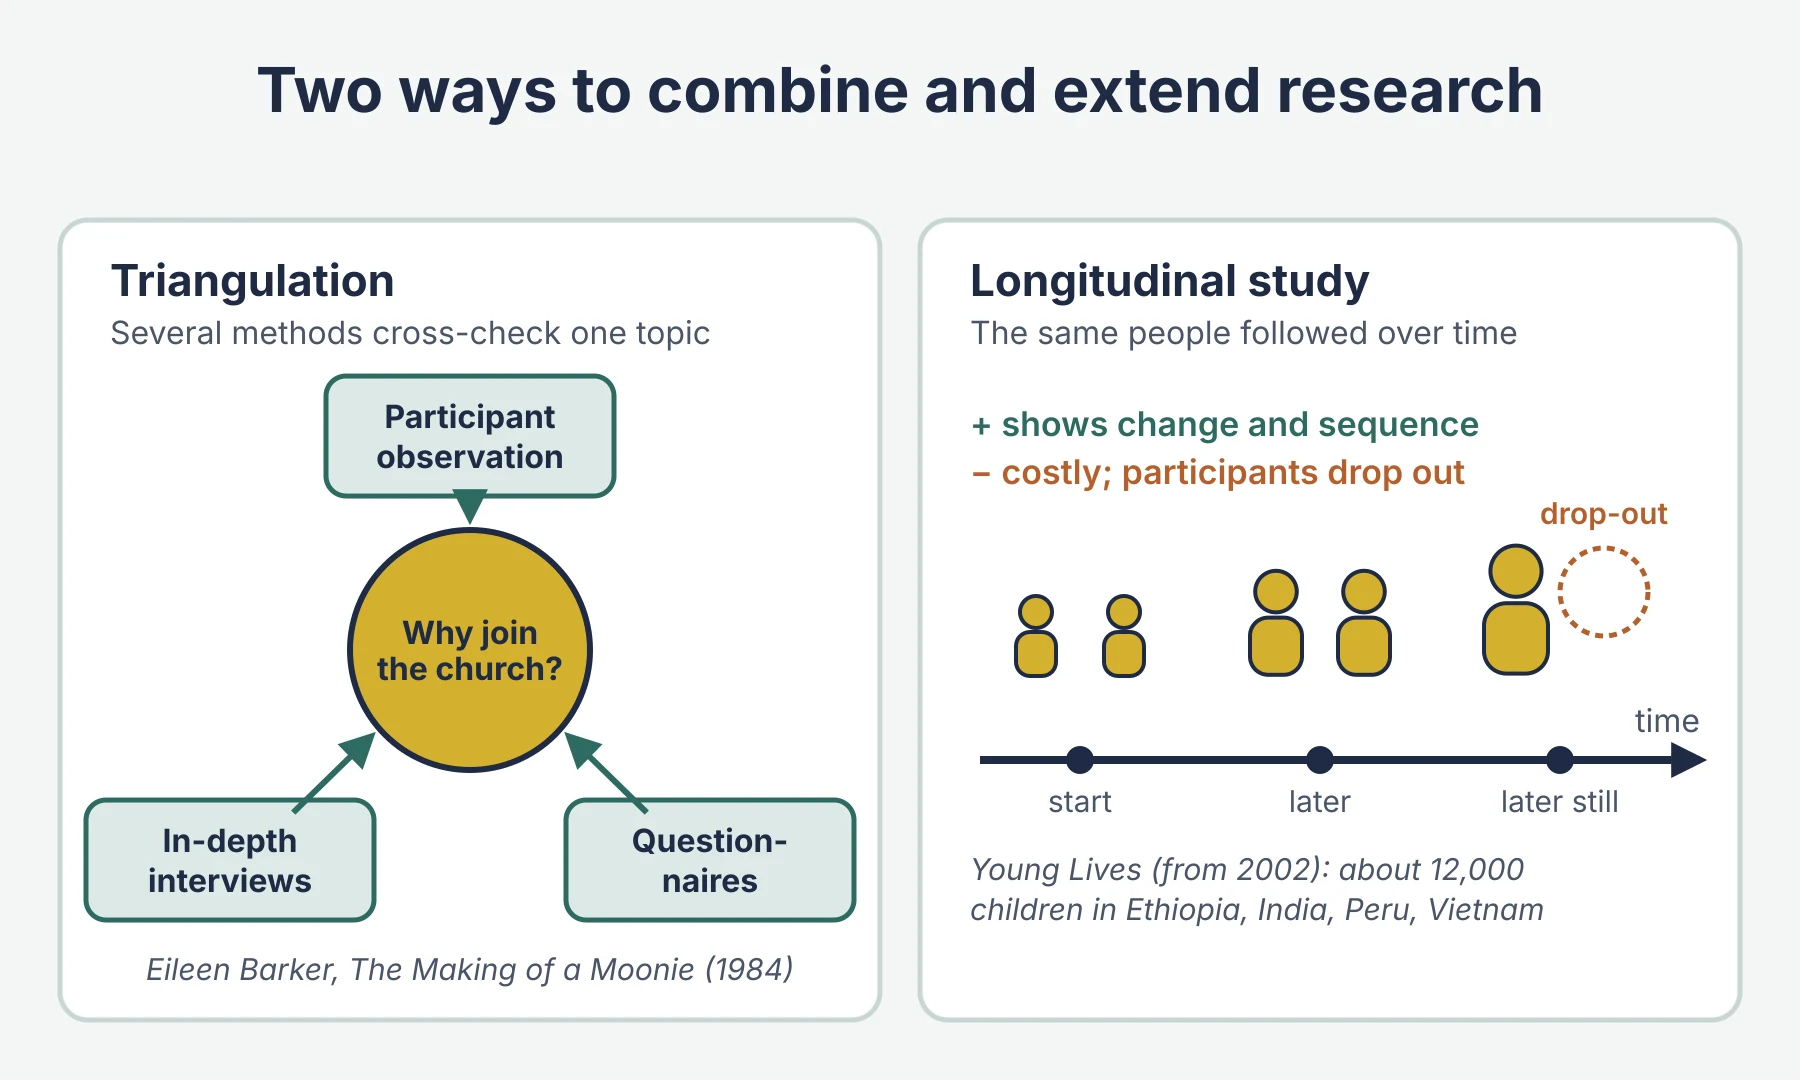 Two ways to combine and extend research
Triangulation
Several methods cross-check one topic
Participant
observation
Why join
the church?
In-depth
interviews
Question-
naires
Eileen Barker, The Making of a Moonie (1984)
Longitudinal study
The same people followed over time
+ shows change and sequence
− costly; participants drop out
drop-out
time
start
later
later still
Young Lives (from 2002): about 12,000
children in Ethiopia, India, Peru, Vietnam